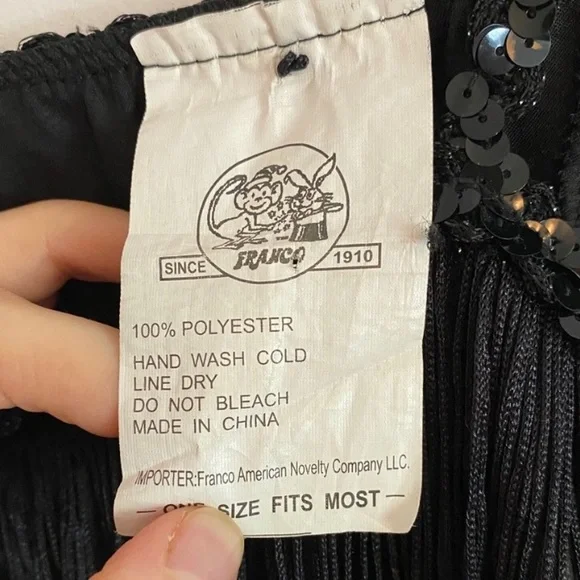 FRANCO
SINCE 1910
100% POLYESTER
HAND WASH COLD
LINE DRY
DO NOT BLEACH
MADE IN CHINA
IMPORTER:Franco American Novelty Company LLC.
— ONE SIZE FITS MOST —